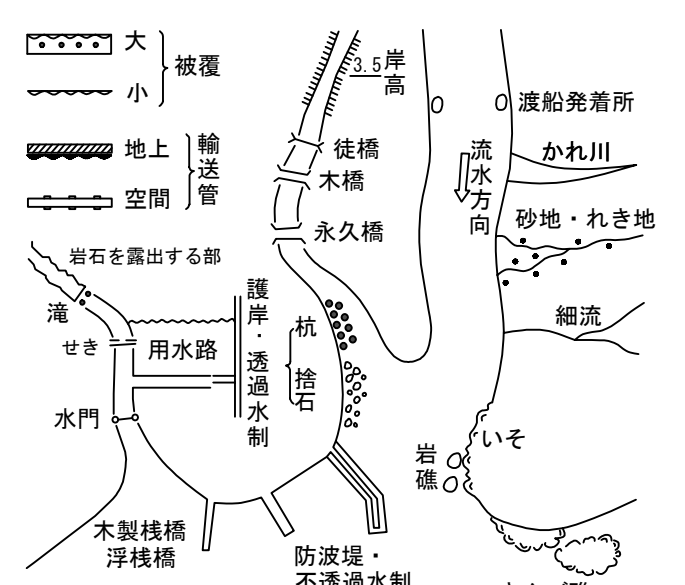 大
被覆
小
地上
輸送管
空間
3.5
岸高
徒橋
木橋
永久橋
渡船発着所
流水方向
かれ川
砂地・れき地
細流
いそ
岩礁
岩石を露出する部
滝
せき
用水路
護岸・透過水制
杭
捨石
水門
木製桟橋
浮桟橋
防波堤・
不透過水制